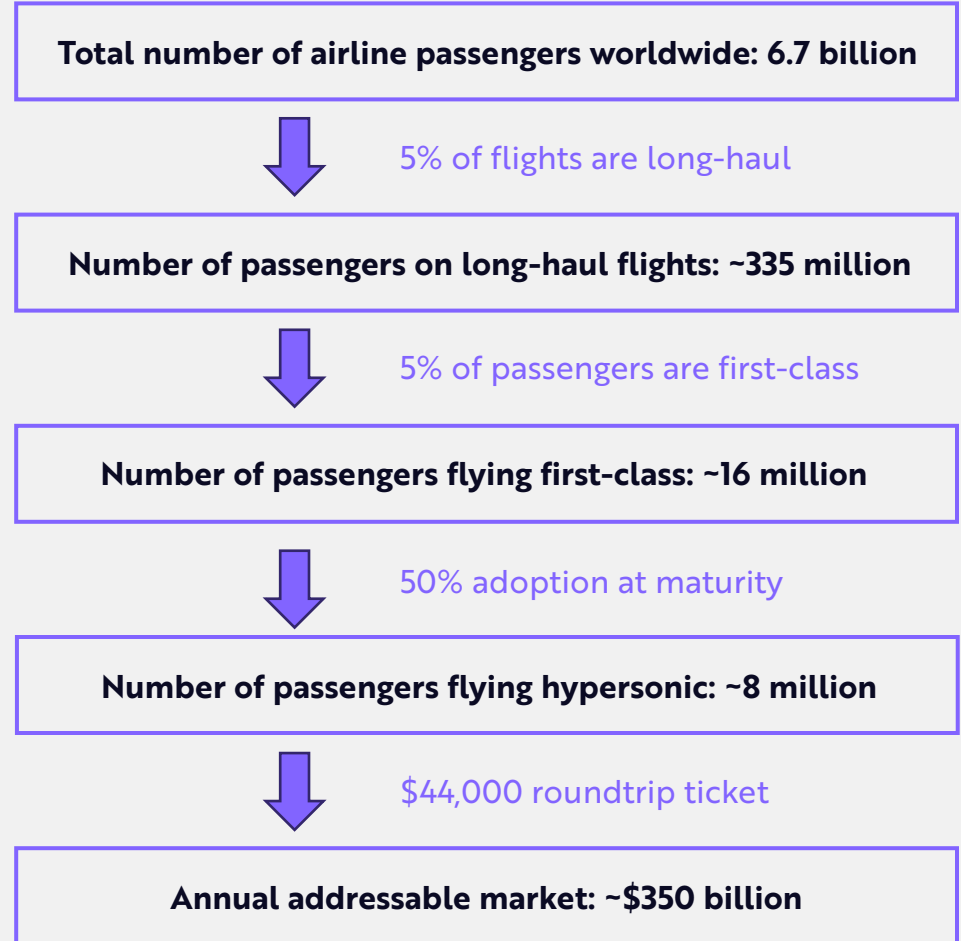 Total number of airline passengers worldwide: 6.7 billion
5% of flights are long-haul
Number of passengers on long-haul flights: ~335 million
5% of passengers are first-class
Number of passengers flying first-class: ~16 million
50% adoption at maturity
Number of passengers flying hypersonic: ~8 million
$44,000 roundtrip ticket
Annual addressable market: ~$350 billion